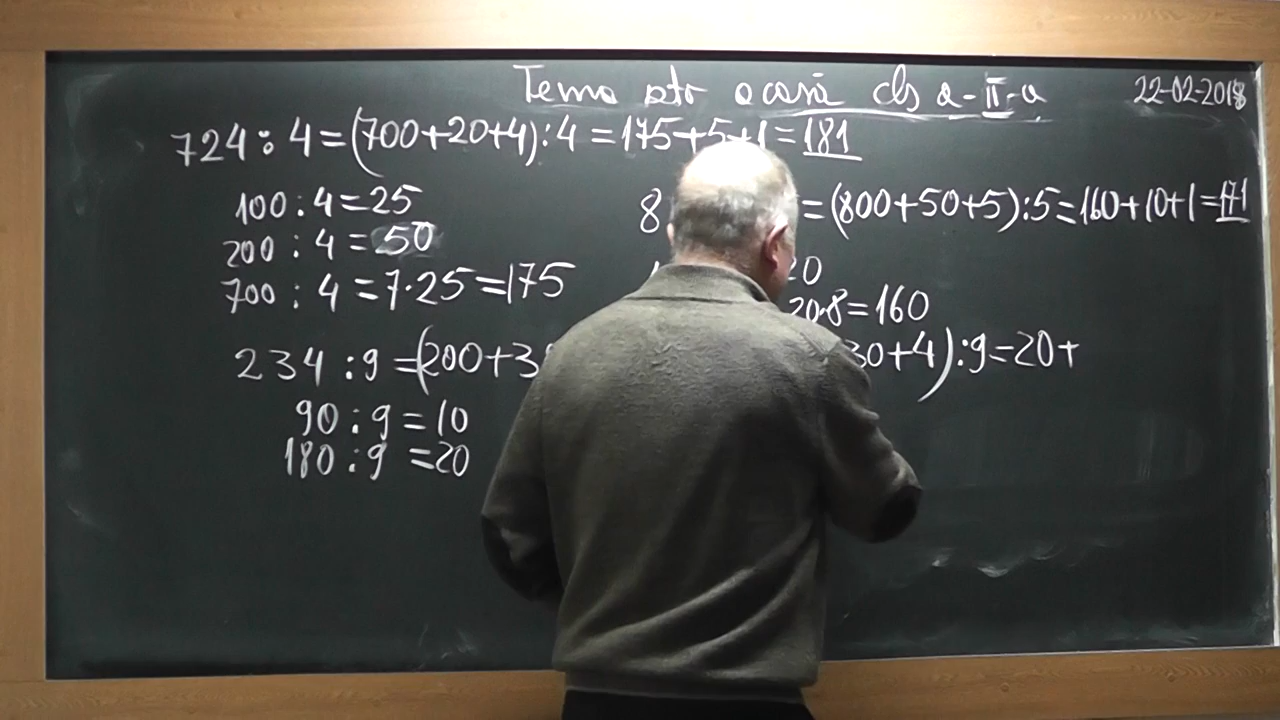 Tema ptr acasă cls a-II-a 22-02-2018
724 : 4 = (700+20+4) : 4 = 175+5+1 = 181
100 : 4 = 25
8 = (800+50+5) : 5 = 160+10+1 = 171
200 : 4 = 50
20
700 : 4 = 7·25 = 175
20·8 = 160
234 : 9 = (200+3 30+4) : 9 = 20+
90 : 9 = 10
180 : 9 = 20